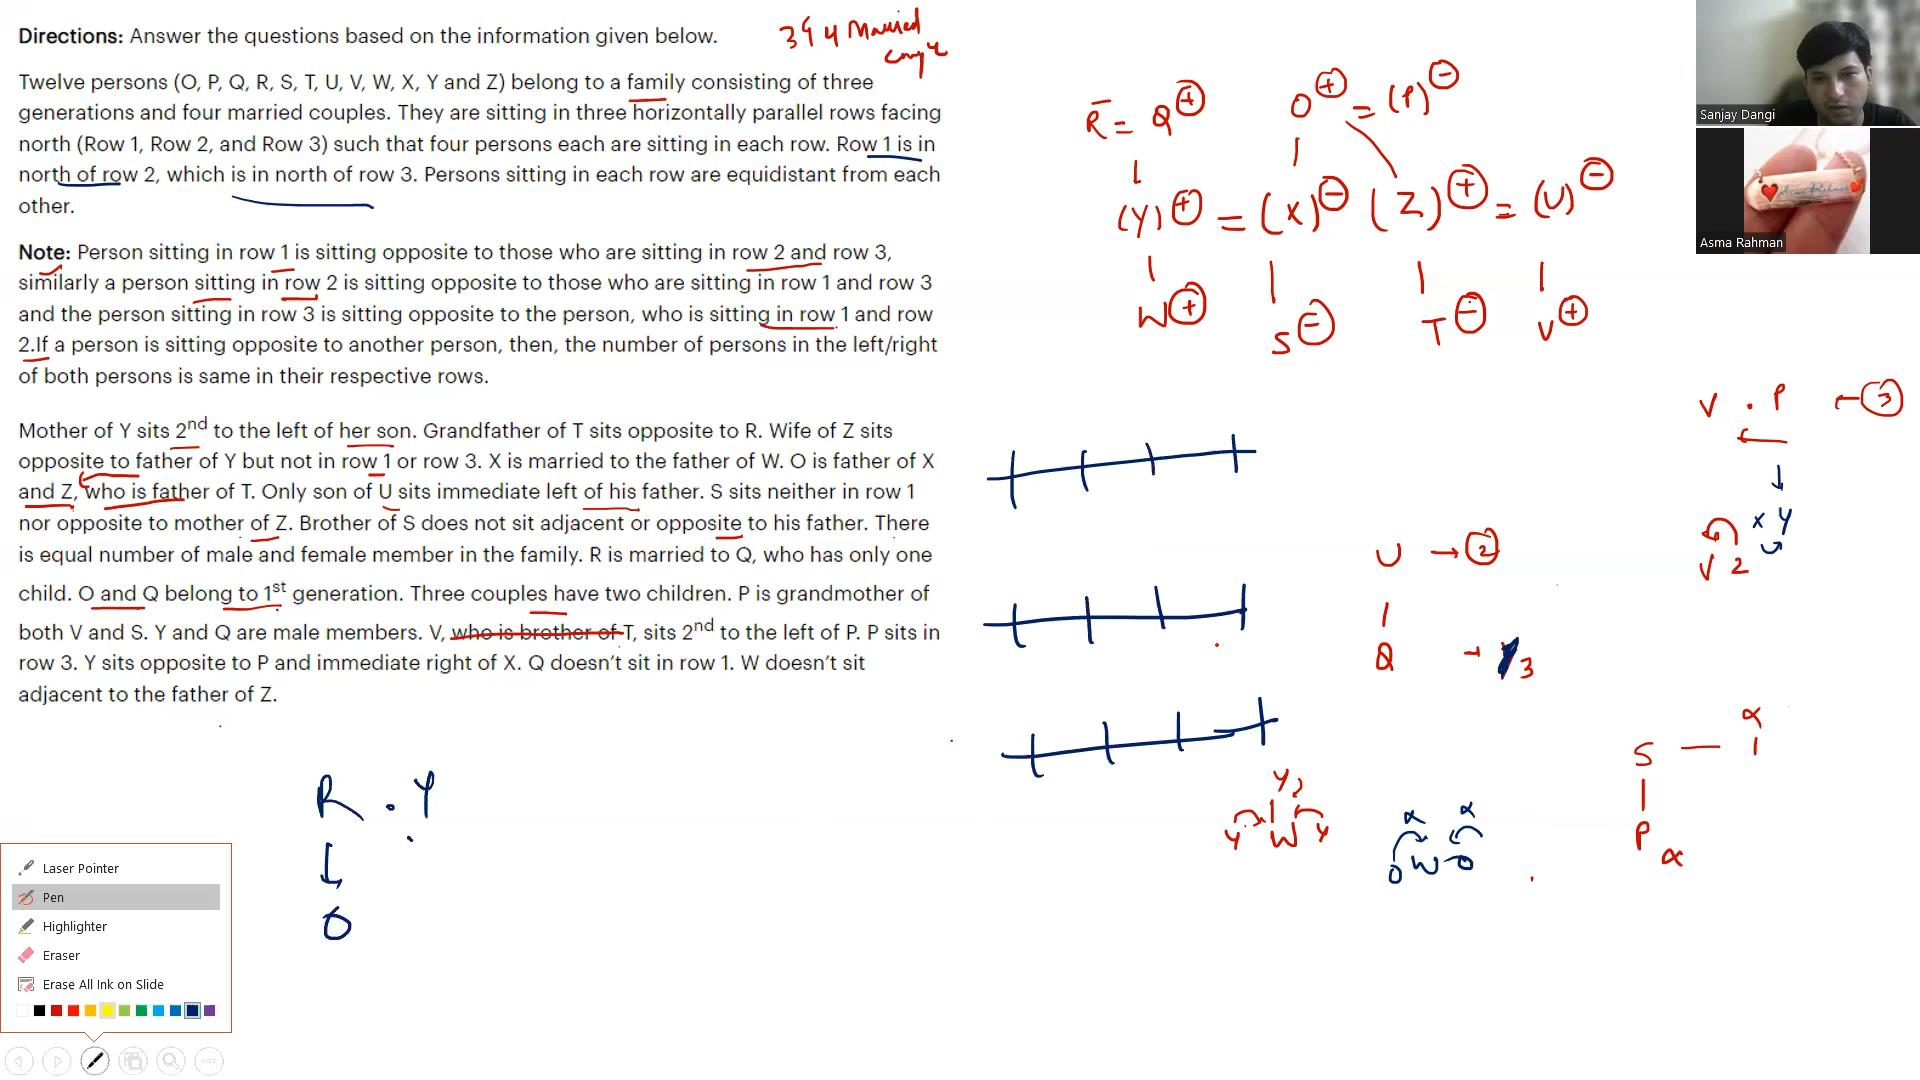 Directions: Answer the questions based on the information given below.
Twelve persons (O, P, Q, R, S, T, U, V, W, X, Y and Z) belong to a family consisting of three
generations and four married couples. They are sitting in three horizontally parallel rows facing
north (Row 1, Row 2, and Row 3) such that four persons each are sitting in each row. Row 1 is in
north of row 2, which is in north of row 3. Persons sitting in each row are equidistant from each
other.
Note: Person sitting in row 1 is sitting opposite to those who are sitting in row 2 and row 3,
similarly a person sitting in row 2 is sitting opposite to those who are sitting in row 1 and row 3
and the person sitting in row 3 is sitting opposite to the person, who is sitting in row 1 and row
2.If a person is sitting opposite to another person, then, the number of persons in the left/right
of both persons is same in their respective rows.
Mother of Y sits 2nd to the left of her son. Grandfather of T sits opposite to R. Wife of Z sits
opposite to father of Y but not in row 1 or row 3. X is married to the father of W. O is father of X
and Z, who is father of T. Only son of U sits immediate left of his father. S sits neither in row 1
nor opposite to mother of Z. Brother of S does not sit adjacent or opposite to his father. There
is equal number of male and female member in the family. R is married to Q, who has only one
child. O and Q belong to 1st generation. Three couples have two children. P is grandmother of
both V and S. Y and Q are male members. V, who is brother of T, sits 2nd to the left of P. P sits in
row 3. Y sits opposite to P and immediate right of X. Q doesn't sit in row 1. W doesn't sit
adjacent to the father of Z.
Married
R = Q + O + = (P) -
(Y) + = (X) - (Z) + = (U) -
W + S - T - V +
V . P ← 3
X Y
V 2
U → 2
Q → 3
S — α
P α
Y
Y W Y
α α
O W O
R . Y
O
Sanjay Dangi
Asma Rahman
Laser Pointer
Pen
Highlighter
Eraser
Erase All Ink on Slide